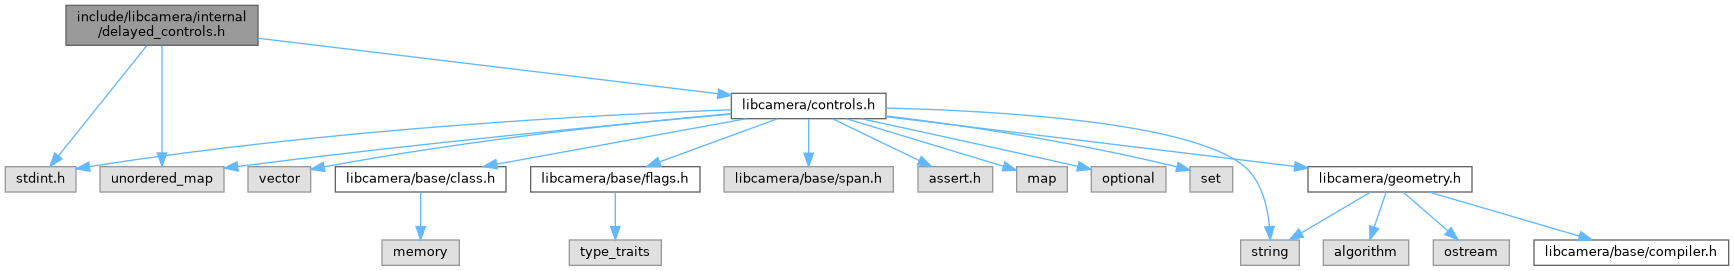 include/libcamera/internal
/delayed_controls.h
libcamera/controls.h
stdint.h
unordered_map
vector
libcamera/base/class.h
libcamera/base/flags.h
libcamera/base/span.h
assert.h
map
optional
set
libcamera/geometry.h
memory
type_traits
string
algorithm
ostream
libcamera/base/compiler.h